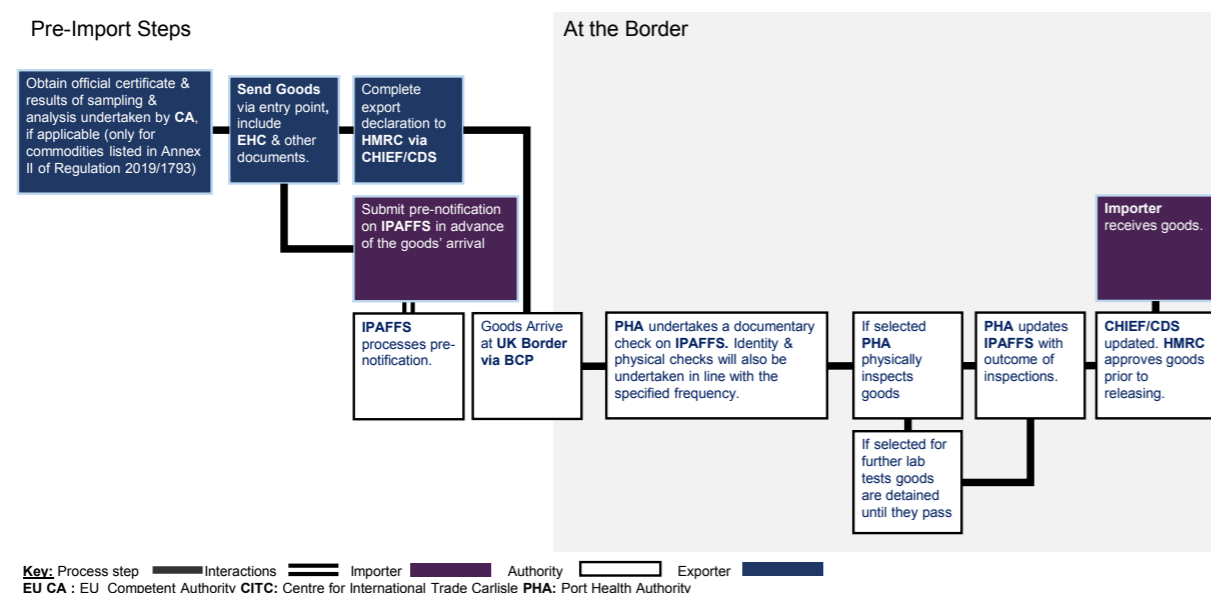 Pre-Import Steps
At the Border
Obtain official certificate &
results of sampling &
analysis undertaken by CA,
if applicable (only for
commodities listed in Annex
II of Regulation 2019/1793)
Send Goods
via entry point,
include
EHC & other
documents.
Complete
export
declaration to
HMRC via
CHIEF/CDS
Submit pre-notification
on IPAFFS in advance
of the goods' arrival
Importer
receives goods.
IPAFFS
processes pre-
notification.
Goods Arrive
at UK Border
via BCP
PHA undertakes a documentary
check on IPAFFS. Identity &
physical checks will also be
undertaken in line with the
specified frequency.
If selected
PHA
physically
inspects
goods
PHA updates
IPAFFS with
outcome of
inspections.
CHIEF/CDS
updated. HMRC
approves goods
prior to
releasing.
If selected for
further lab
tests goods
are detained
until they pass
Key: Process step Interactions Importer Authority Exporter
EU CA : EU Competent Authority CITC: Centre for International Trade Carlisle PHA: Port Health Authority